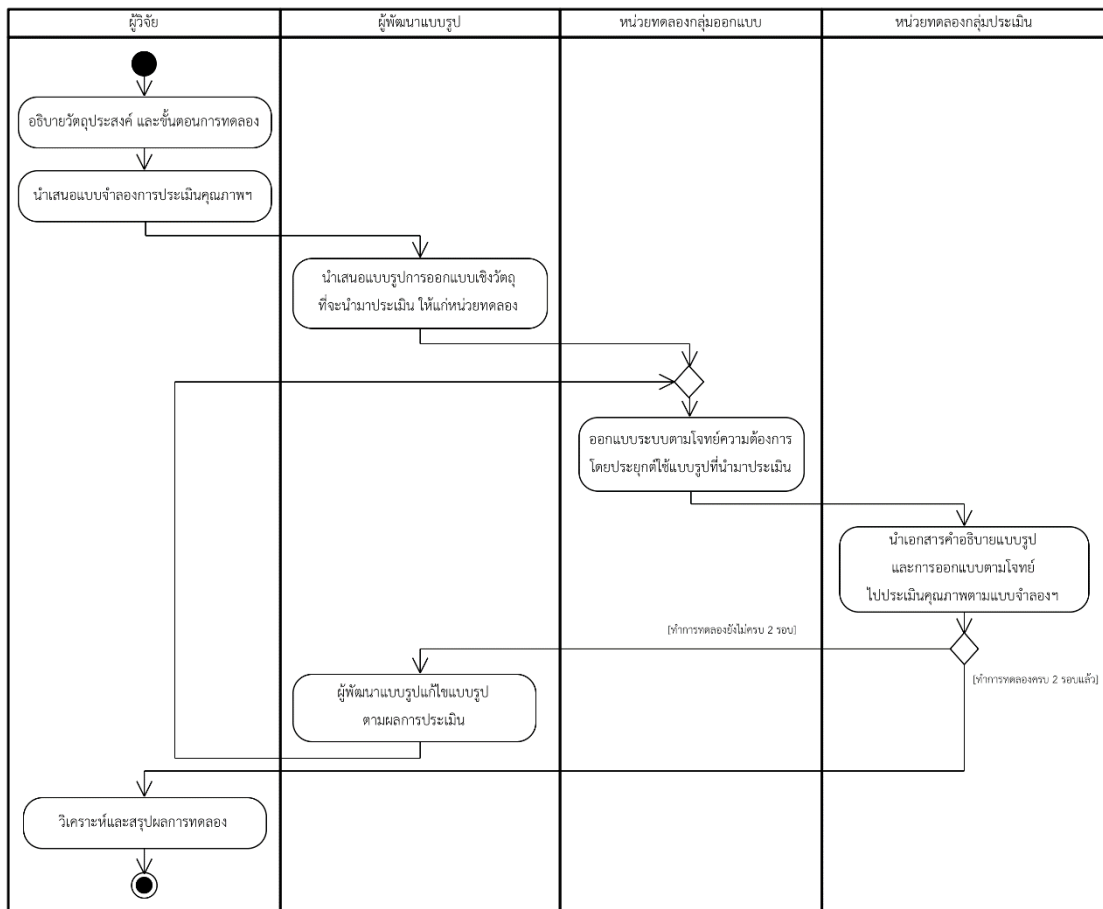 ผู้วิจัย
ผู้พัฒนาแบบรูป
หน่วยทดลองกลุ่มออกแบบ
หน่วยทดลองกลุ่มประเมิน
อธิบายวัตถุประสงค์ และขั้นตอนการทดลอง
นำเสนอแบบจำลองการประเมินคุณภาพฯ
นำเสนอแบบรูปการออกแบบเชิงวัตถุ
ที่จะนำมาประเมิน ให้แก่หน่วยทดลอง
ออกแบบระบบตามโจทย์ความต้องการ
โดยประยุกต์ใช้แบบรูปที่นำมาประเมิน
นำเอกสารคำอธิบายแบบรูป
และการออกแบบตามโจทย์
ไปประเมินคุณภาพตามแบบจำลองฯ
[ทำการทดลองยังไม่ครบ 2 รอบ]
[ทำการทดลองครบ 2 รอบแล้ว]
ผู้พัฒนาแบบรูปแก้ไขแบบรูป
ตามผลการประเมิน
วิเคราะห์และสรุปผลการทดลอง